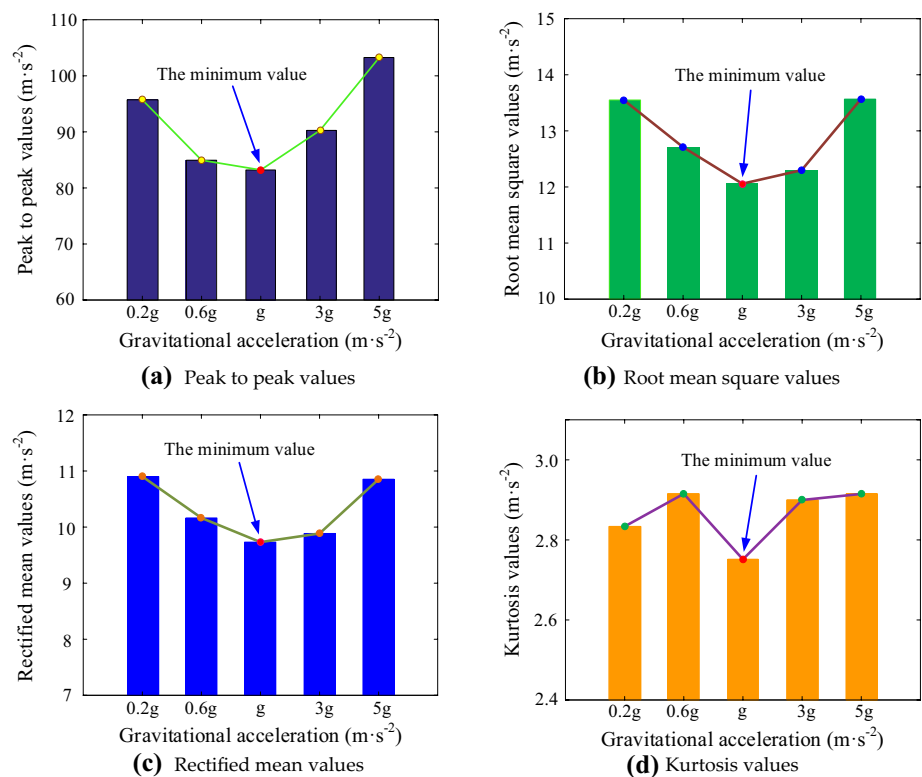 Peak to peak values (m·s⁻²)
110
100
90
80
70
60
The minimum value
0.2g 0.6g g 3g 5g
Gravitational acceleration (m·s⁻²)
(a) Peak to peak values
Root mean square values (m·s⁻²)
15
14
13
12
11
10
The minimum value
0.2g 0.6g g 3g 5g
Gravitational acceleration (m·s⁻²)
(b) Root mean square values
Rectified mean values (m·s⁻²)
12
11
10
9
8
7
The minimum value
0.2g 0.6g g 3g 5g
Gravitational acceleration (m·s⁻²)
(c) Rectified mean values
Kurtosis values (m·s⁻²)
3.0
2.8
2.6
2.4
The minimum value
0.2g 0.6g g 3g 5g
Gravitational acceleration (m·s⁻²)
(d) Kurtosis values